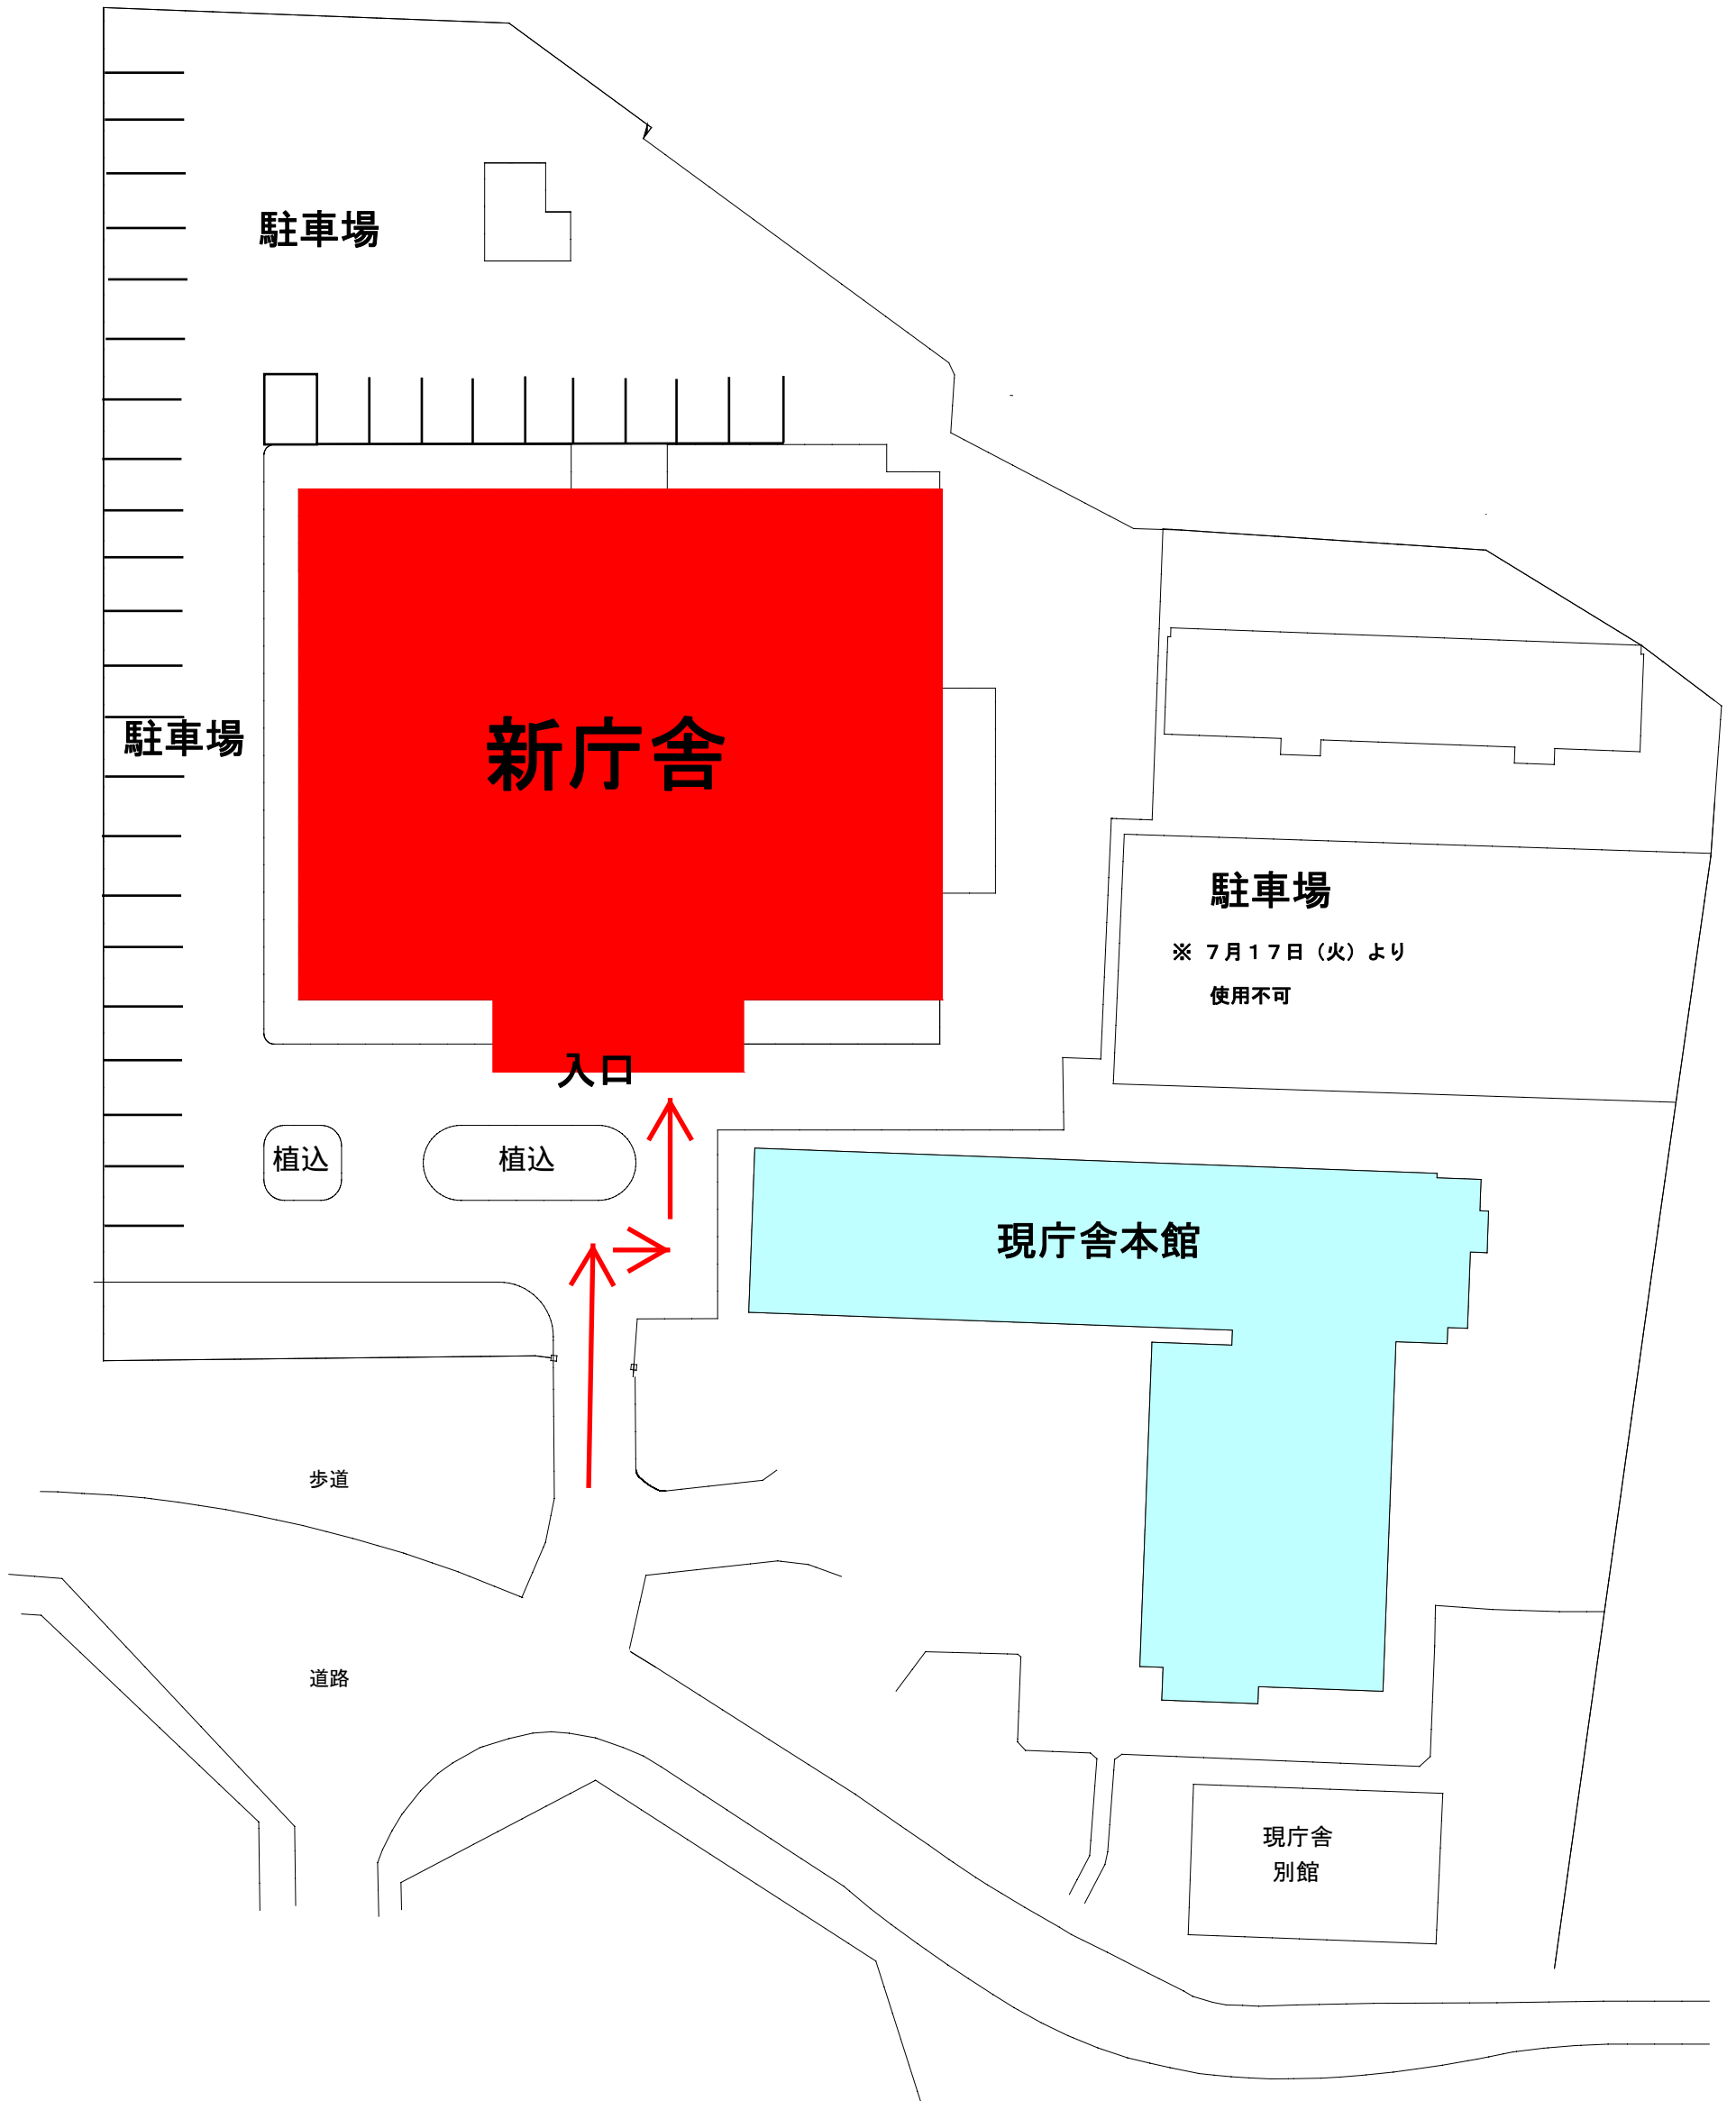 駐車場
新庁舎
駐車場
駐車場
※ ７月１７日（火）より
使用不可
入口
植込
植込
現庁舎本館
歩道
道路
現庁舎
別館